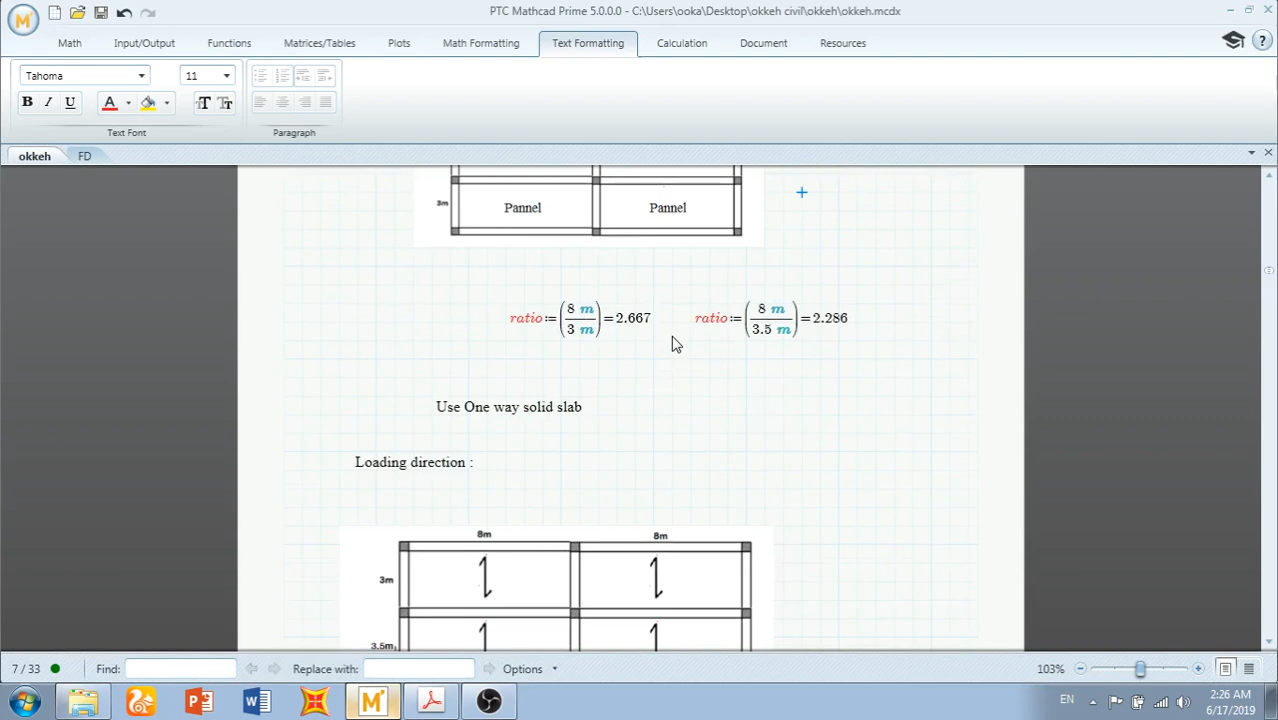 PTC Mathcad Prime 5.0.0.0 - C:\Users\ooka\Desktop\okkeh civil\okkeh\okkeh.mcdx
Math Input/Output Functions Matrices/Tables Plots Math Formatting Text Formatting Calculation Document Resources
Tahoma 11
B I U A
Text Font Paragraph
okkeh FD
3m Pannel Pannel
ratio:=(8 m/3 m)=2.667 ratio:=(8 m/3.5 m)=2.286
Use One way solid slab
Loading direction :
8m 8m
3m
3.5m
7 / 33 Find: Replace with: Options 103%
EN 2:26 AM
6/17/2019